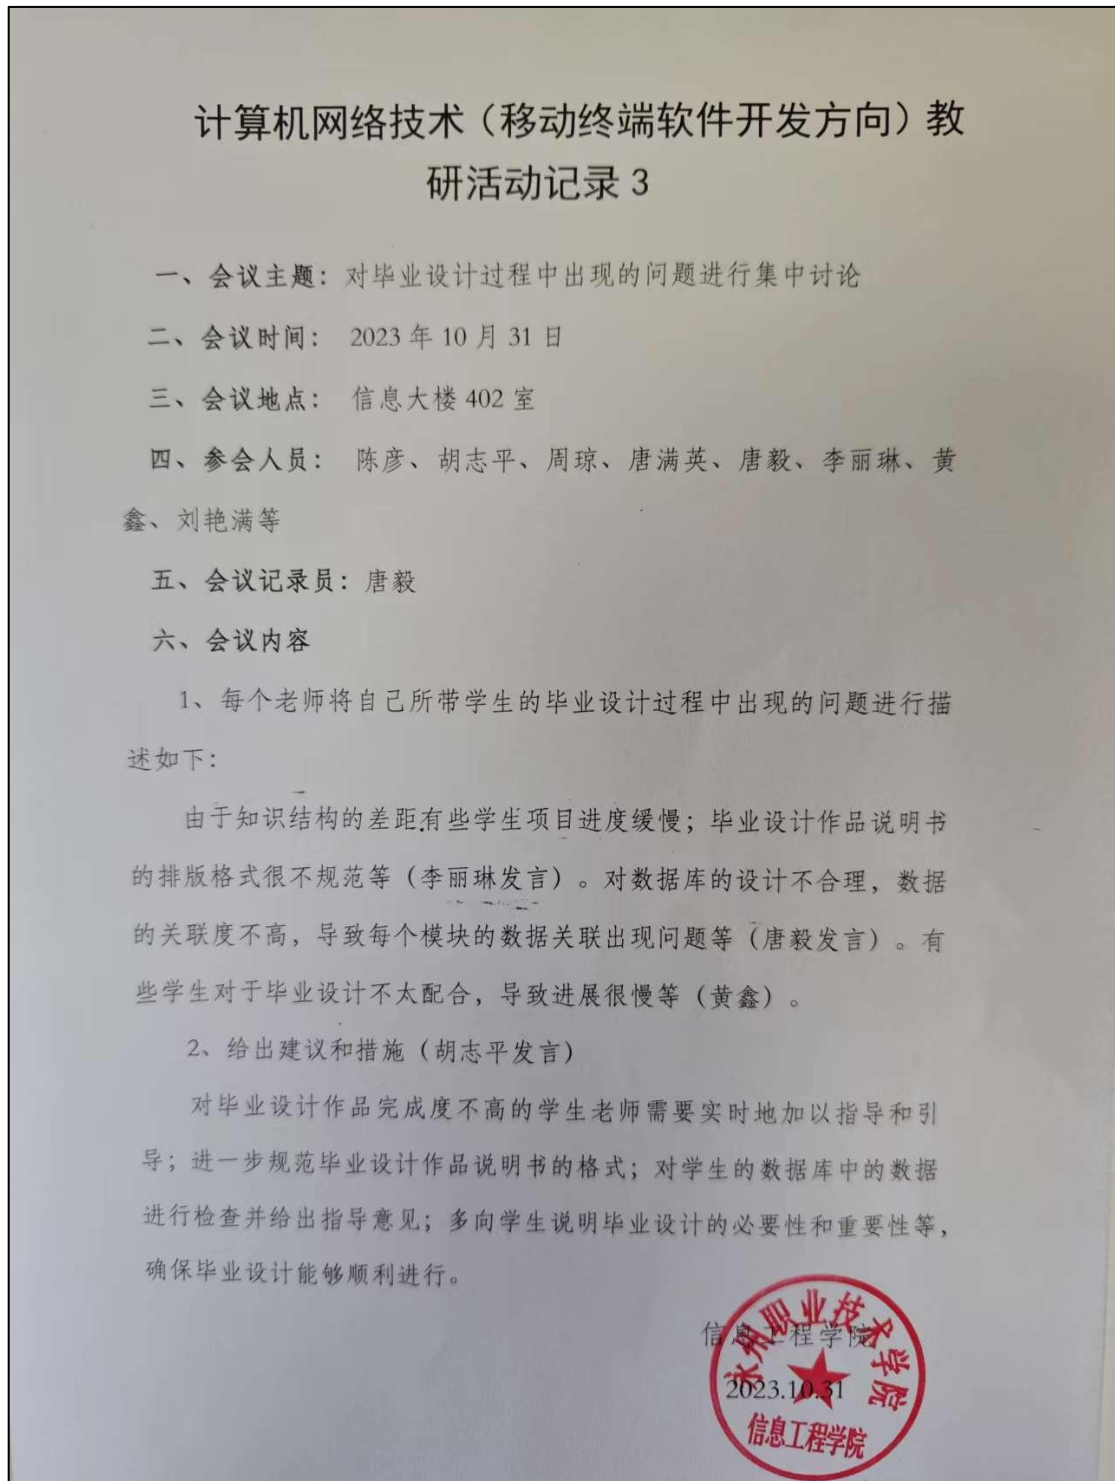 计算机网络技术（移动终端软件开发方向）教
研活动记录 3
一、会议主题：对毕业设计过程中出现的问题进行集中讨论
二、会议时间： 2023 年 10 月 31 日
三、会议地点： 信息大楼 402 室
四、参会人员： 陈彦、胡志平、周琼、唐满英、唐毅、李丽琳、黄
鑫、刘艳满等
五、会议记录员：唐毅
六、会议内容
1、每个老师将自己所带学生的毕业设计过程中出现的问题进行描
述如下：
由于知识结构的差距有些学生项目进度缓慢；毕业设计作品说明书
的排版格式很不规范等（李丽琳发言）。对数据库的设计不合理，数据
的关联度不高，导致每个模块的数据关联出现问题等（唐毅发言）。有
些学生对于毕业设计不太配合，导致进展很慢等（黄鑫）。
2、给出建议和措施（胡志平发言）
对毕业设计作品完成度不高的学生老师需要实时地加以指导和引
导；进一步规范毕业设计作品说明书的格式；对学生的数据库中的数据
进行检查并给出指导意见；多向学生说明毕业设计的必要性和重要性等，
确保毕业设计能够顺利进行。
信息工程学院
2023.10.31
永州职业技术学院
信息工程学院